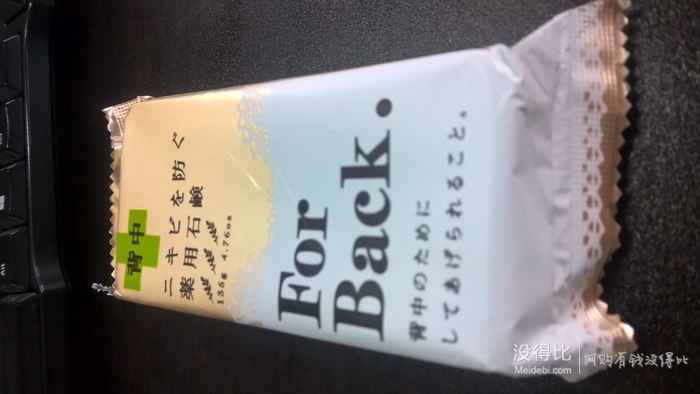 背中
ニキビを防ぐ
薬用石鹸
135g 4.76oz
For
Back.
背中のために
してあげられること。
没得比
Meidebi.com
网购有钱没得比
Alt